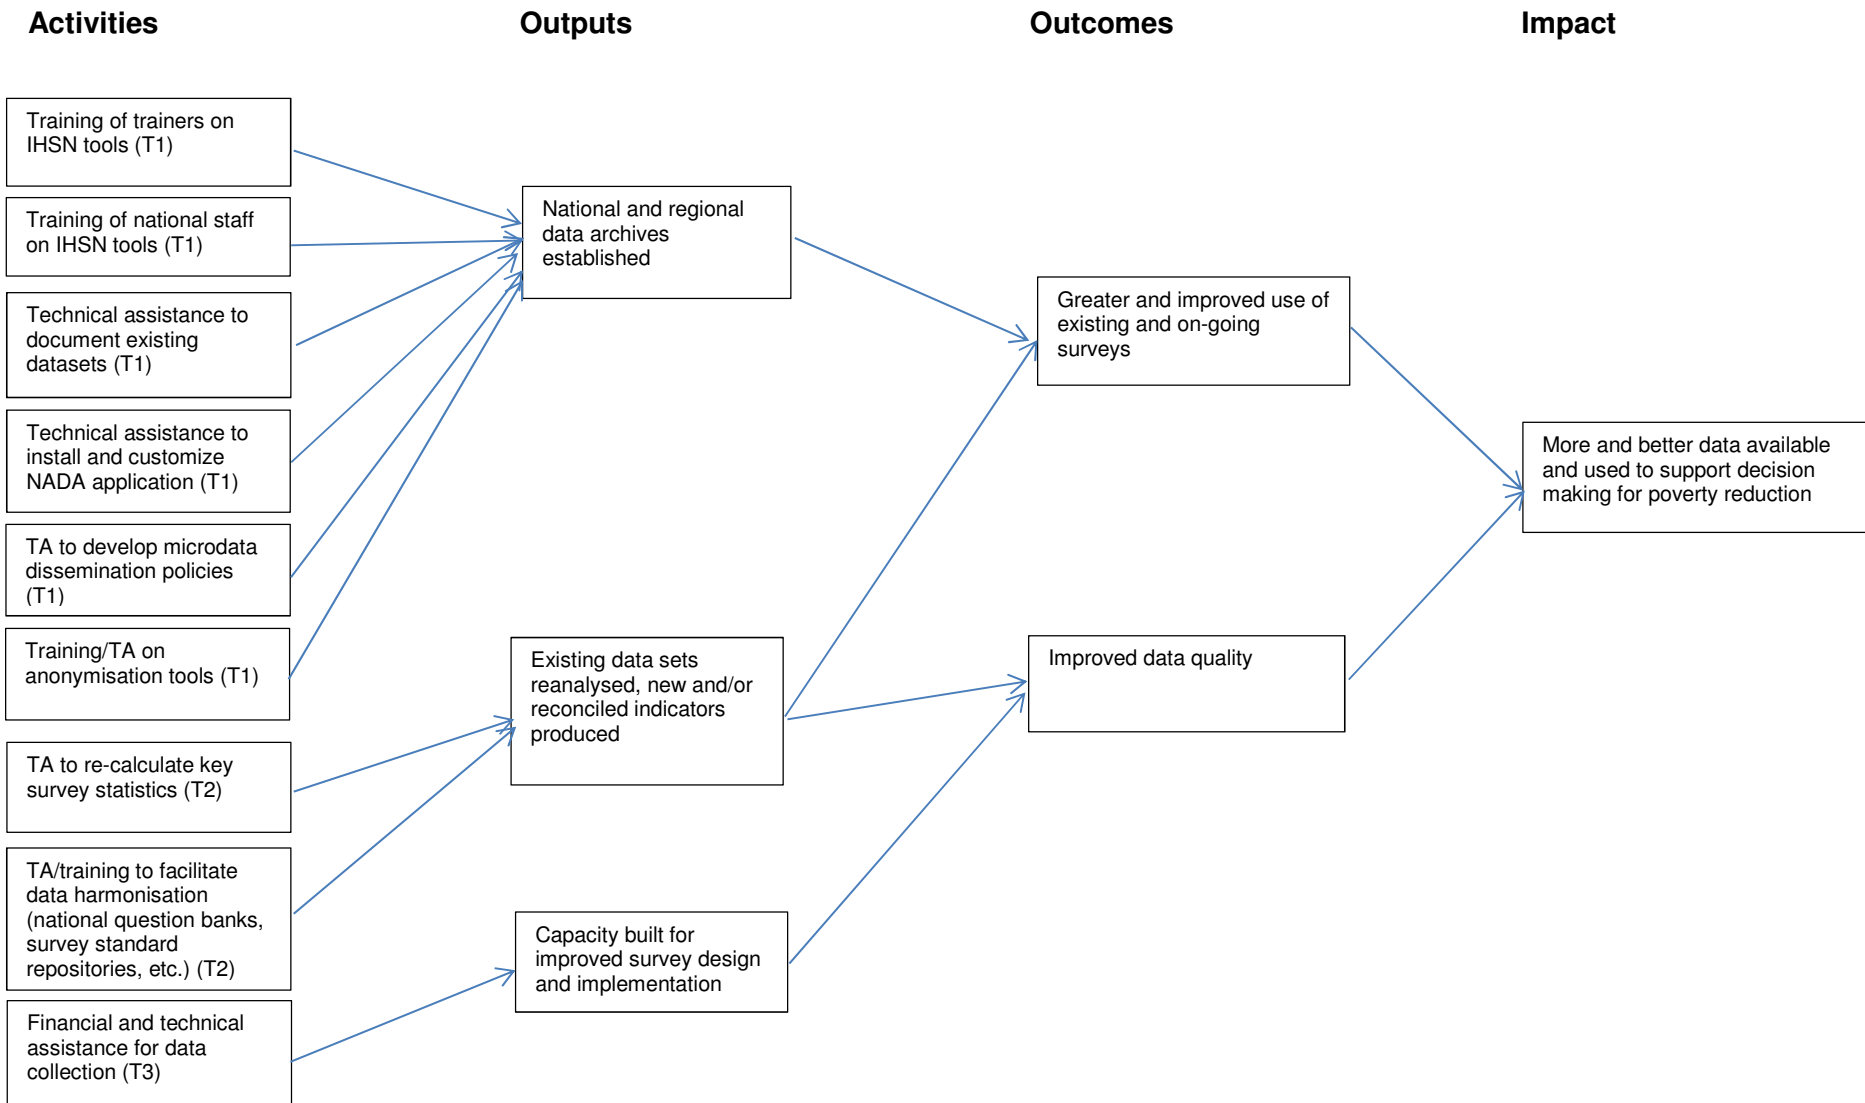 Activities
Outputs
Outcomes
Impact
Training of trainers on
IHSN tools (T1)
Training of national staff
on IHSN tools (T1)
Technical assistance to
document existing
datasets (T1)
Technical assistance to
install and customize
NADA application (T1)
TA to develop microdata
dissemination policies
(T1)
Training/TA on
anonymisation tools (T1)
TA to re-calculate key
survey statistics (T2)
TA/training to facilitate
data harmonisation
(national question banks,
survey standard
repositories, etc.) (T2)
Financial and technical
assistance for data
collection (T3)
National and regional
data archives
established
Existing data sets
reanalysed, new and/or
reconciled indicators
produced
Capacity built for
improved survey design
and implementation
Greater and improved use of
existing and on-going
surveys
Improved data quality
More and better data available
and used to support decision
making for poverty reduction